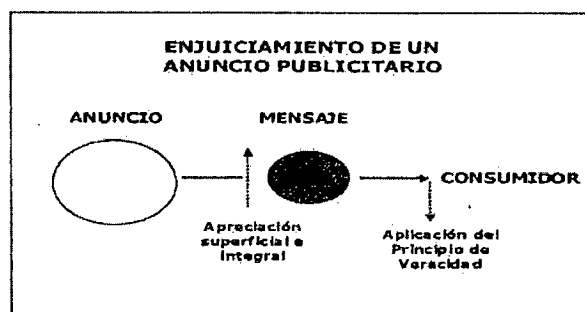 ENJUICIAMIENTO DE UN
ANUNCIO PUBLICITARIO
ANUNCIO
MENSAJE
CONSUMIDOR
Apreciación
superficial e
integral
Aplicación del
Principio de
Veracidad